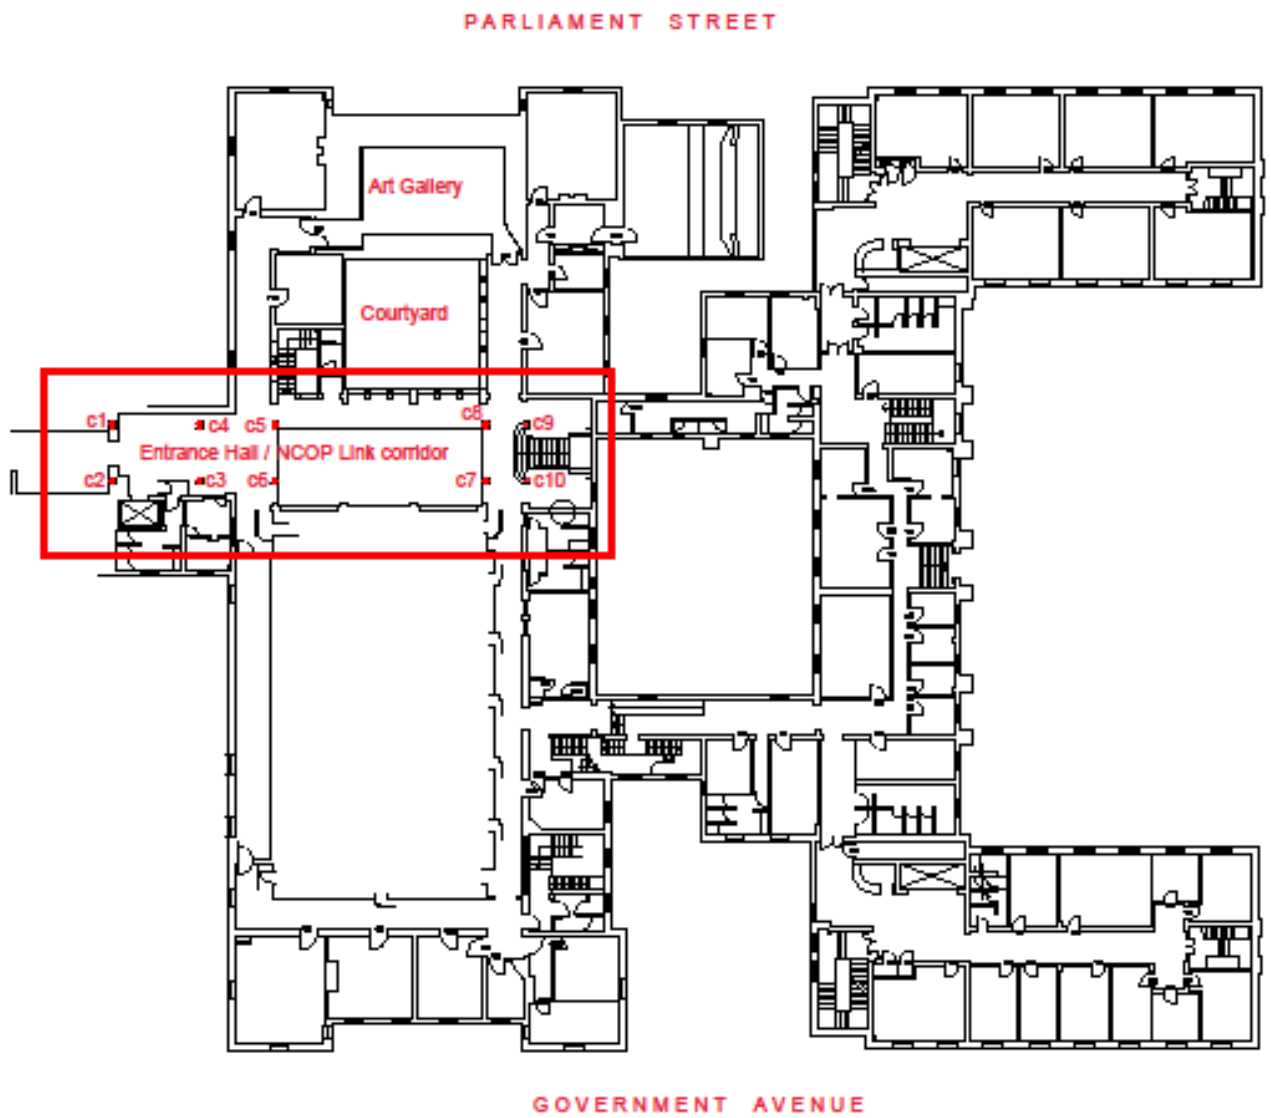 PARLIAMENT STREET
Art Gallery
Courtyard
c1 c4 c5 c8 c9
Entrance Hall / NCOP Link corridor
c2 c3 c6 c7 c10
GOVERNMENT AVENUE